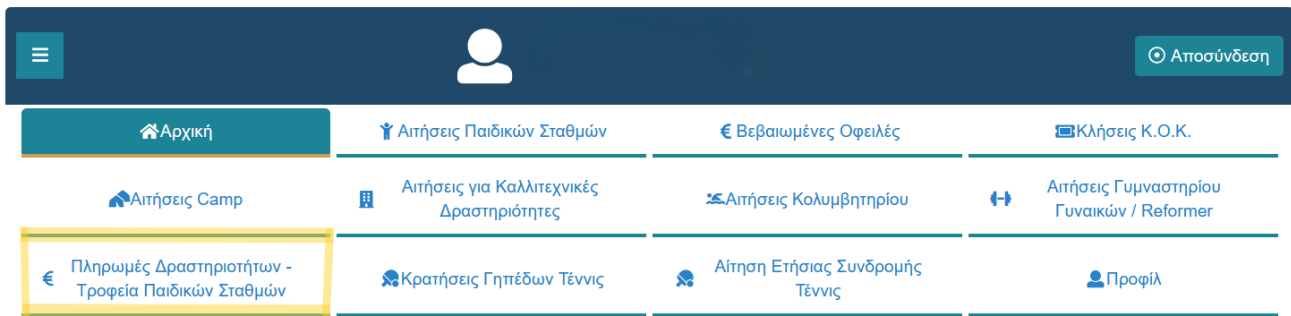 Αποσύνδεση
Αρχική
Αιτήσεις Παιδικών Σταθμών
€ Βεβαιωμένες Οφειλές
Κλήσεις Κ.Ο.Κ.
Αιτήσεις Camp
Αιτήσεις για Καλλιτεχνικές
Δραστηριότητες
Αιτήσεις Κολυμβητηρίου
Αιτήσεις Γυμναστηρίου
Γυναικών / Reformer
€ Πληρωμές Δραστηριοτήτων -
Τροφεία Παιδικών Σταθμών
Κρατήσεις Γηπέδων Τέννις
Αίτηση Ετήσιας Συνδρομής
Τέννις
Προφίλ